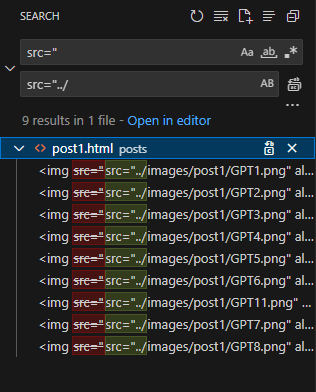 SEARCH
src="
Aa ab .*
src="../
AB
...
9 results in 1 file - Open in editor
<> post1.html posts
<img src="src="../images/post1/GPT1.png" al...
<img src="src="../images/post1/GPT2.png" al...
<img src="src="../images/post1/GPT3.png" al...
<img src="src="../images/post1/GPT4.png" al...
<img src="src="../images/post1/GPT5.png" al...
<img src="src="../images/post1/GPT6.png" al...
<img src="src="../images/post1/GPT11.png" ...
<img src="src="../images/post1/GPT7.png" al...
<img src="src="../images/post1/GPT8.png" al...